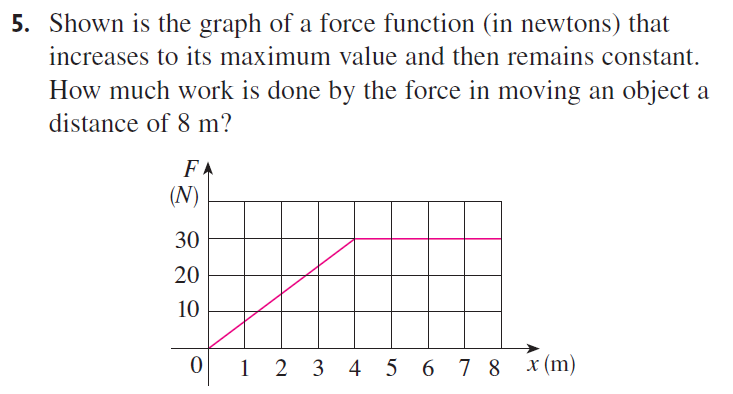 5. Shown is the graph of a force function (in newtons) that
increases to its maximum value and then remains constant.
How much work is done by the force in moving an object a
distance of 8 m?
F
(N)
30
20
10
0 1 2 3 4 5 6 7 8 x (m)